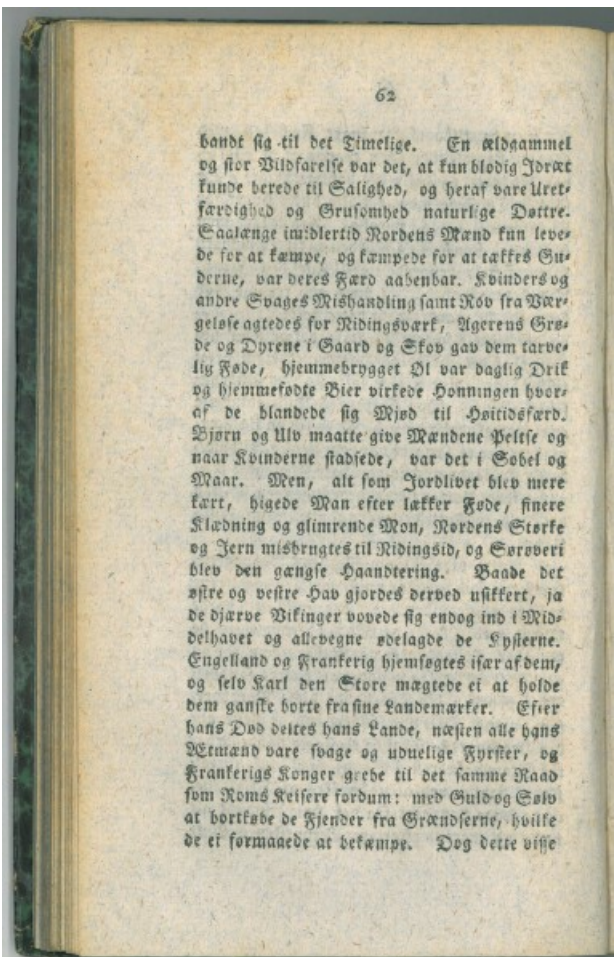 62
bandt sig til det Timelige. En ældgammel
og stor Vildfarelse var det, at kun blodig Idræt
kunde berede til Salighed, og heraf vare Uret-
færdighed og Grusomhed naturlige Døttre.
Saalænge imidlertid Nordens Mænd kun leve-
de for at kæmpe, og kæmpede for at tækkes Gu-
derne, var deres Færd aabenbar. Kvinders og
andre Svages Mishandling samt Rov fra Vær-
geløse agtedes for Nidingsværk, Agerens Grø-
de og Dyrene i Gaard og Skov gav dem tarve-
lig Føde, hjemmebrygget Øl var daglig Drik
og hjemmefødte Bier virkede Honningen hvor-
af de blandede sig Mjød til Høitidsfærd.
Bjørn og Ulv maatte give Mændene Peltse og
naar Kvinderne stadsede, var det i Sobel og
Maar. Men, alt som Jordlivet blev mere
kært, higede Man efter lækker Føde, finere
Klædning og glimrende Mon, Nordens Størke
og Jern misbrugtes til Nidingsid, og Sørøveri
blev den gængse Haandtering. Baade det
østre og vestre Hav gjordes derved usikkert, ja
de djærve Vikinger vovede sig endog ind i Mid-
delhavet og allevegne ødelagde de Kysterne.
Engelland og Frankerig hjemsøgtes især af dem,
og selv Karl den Store mægtede ei at holde
dem ganske borte fra sine Landemærker. Efter
hans Død deltes hans Lande, næsten alle hans
Ætmænd vare svage og uduelige Fyrster, og
Frankerigs Konger grebe til det samme Raad
som Roms Keisere fordum: med Guld og Sølv
at bortkøbe de Fjender fra Grændserne, hvilke
de ei formaaede at bekæmpe. Dog dette visse